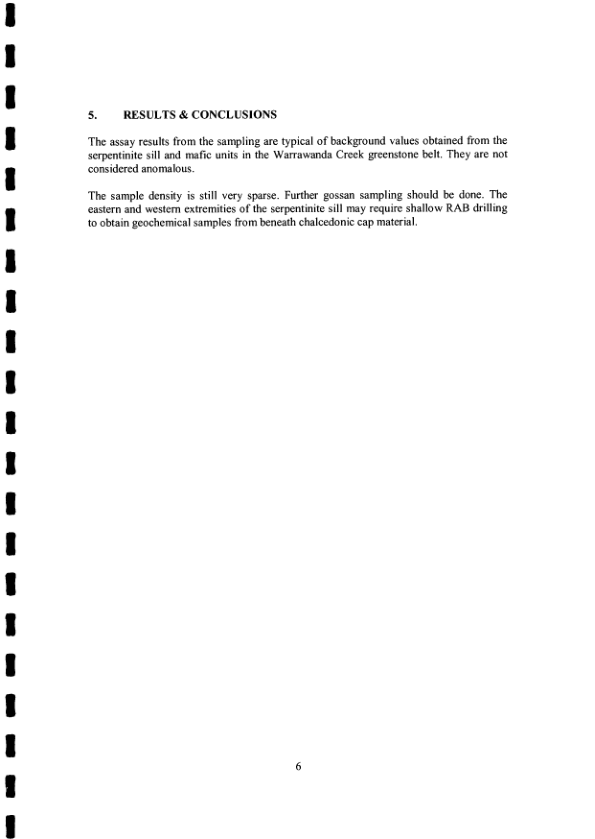 5. RESULTS & CONCLUSIONS
The assay results from the sampling are typical of background values obtained from the
serpentinite sill and mafic units in the Warrawanda Creek greenstone belt. They are not
considered anomalous.
The sample density is still very sparse. Further gossan sampling should be done. The
eastern and western extremities of the serpentinite sill may require shallow RAB drilling
to obtain geochemical samples from beneath chalcedonic cap material.
6